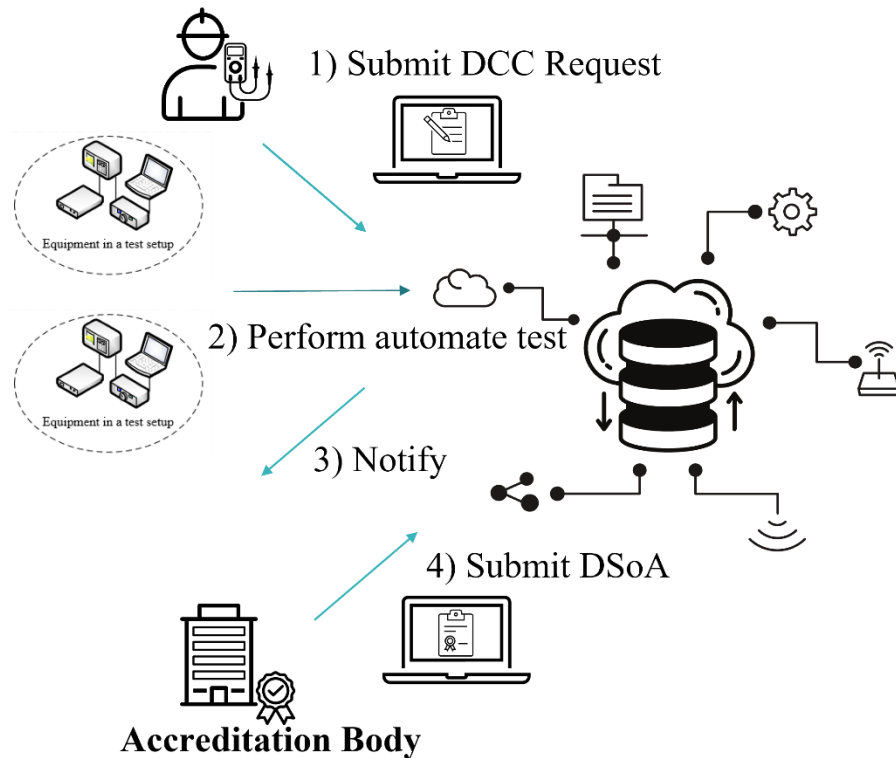 1) Submit DCC Request
Equipment in a test setup
2) Perform automate test
Equipment in a test setup
3) Notify
4) Submit DSoA
Accreditation Body